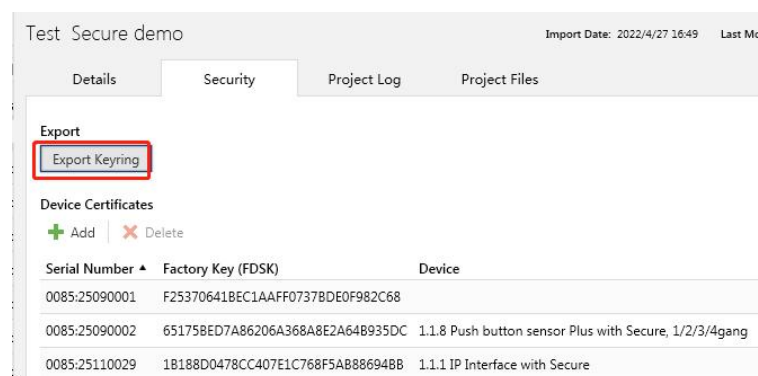 Test Secure demo Import Date: 2022/4/27 16:49 Last Mo
Details Security Project Log Project Files
Export
Export Keyring
Device Certificates
Add Delete
Serial Number Factory Key (FDSK) Device
0085:25090001 F25370641BEC1AAFF0737BDE0F982C68
0085:25090002 65175BED7A86206A368A8E2A64B935DC 1.1.8 Push button sensor Plus with Secure, 1/2/3/4gang
0085:25110029 1B188D0478CC407E1C768F5AB88694BB 1.1.1 IP Interface with Secure